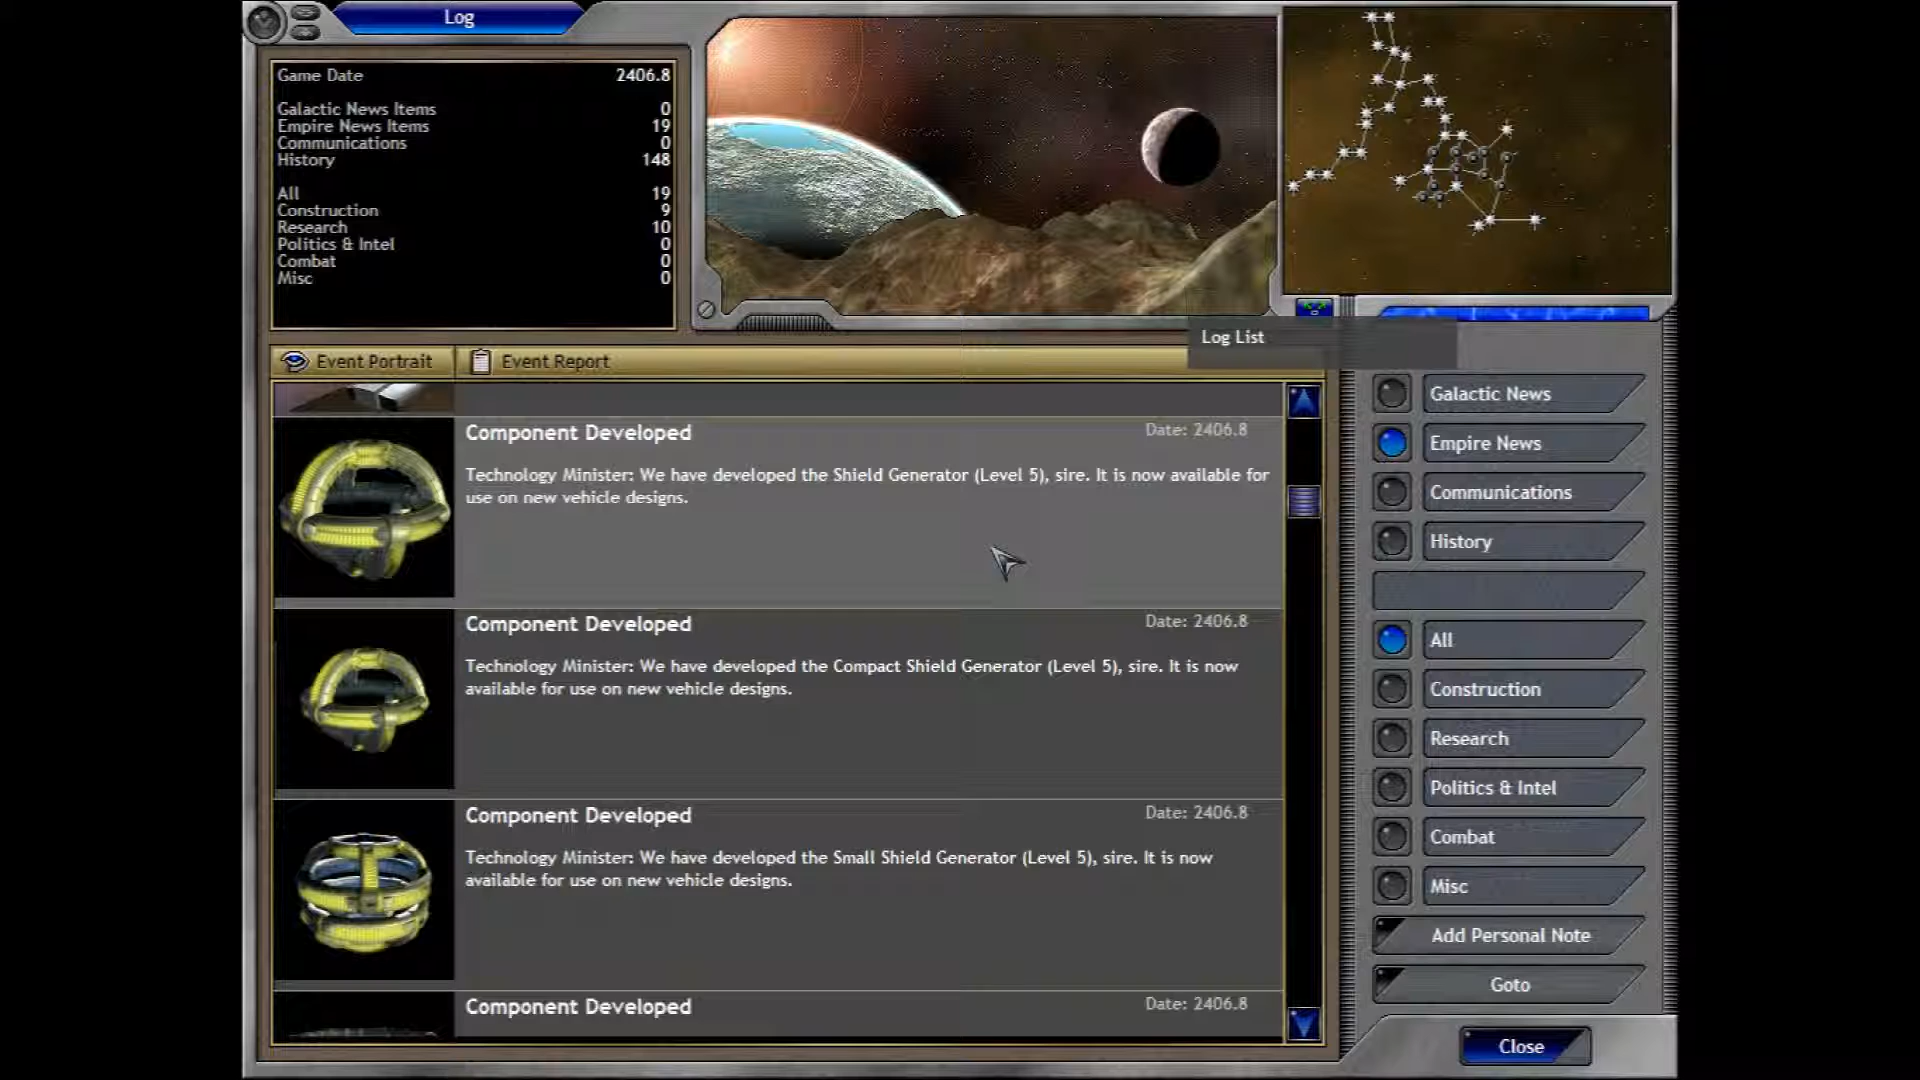 Log
Game Date 2406.8
Galactic News Items 0
Empire News Items 19
Communications 0
History 148
All 19
Construction 9
Research 10
Politics & Intel 0
Combat 0
Misc 0
Log List
Event Portrait Event Report
Component Developed Date: 2406.8
Technology Minister: We have developed the Shield Generator (Level 5), sire. It is now available for
use on new vehicle designs.
Component Developed Date: 2406.8
Technology Minister: We have developed the Compact Shield Generator (Level 5), sire. It is now
available for use on new vehicle designs.
Component Developed Date: 2406.8
Technology Minister: We have developed the Small Shield Generator (Level 5), sire. It is now
available for use on new vehicle designs.
Component Developed Date: 2406.8
Galactic News
Empire News
Communications
History
All
Construction
Research
Politics & Intel
Combat
Misc
Add Personal Note
Goto
Close